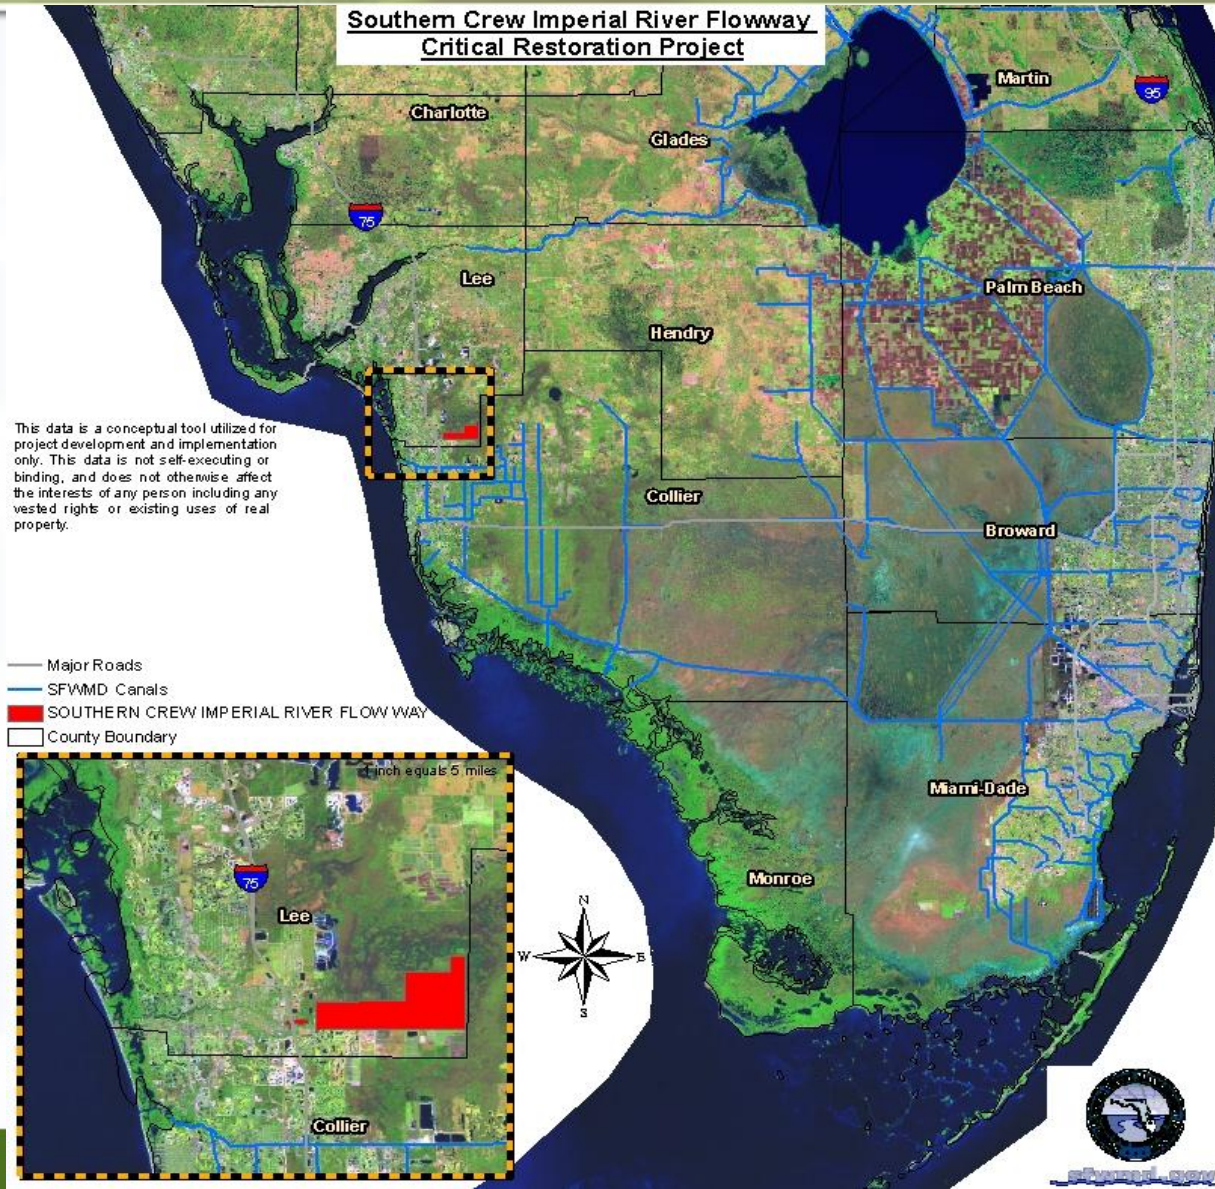 Southern Crew Imperial River Flowway
Critical Restoration Project
Martin
95
Charlotte
Glades
75
Lee
Palm Beach
Hendry
This data is a conceptual tool utilized for
project development and implementation
only. This data is not self-executing or
binding, and does not otherwise affect
the interests of any person including any
vested rights or existing uses of real
property.
Collier
Broward
Major Roads
SFWMD Canals
SOUTHERN CREW IMPERIAL RIVER FLOW WAY
County Boundary
1 inch equals 5 miles
Miami-Dade
75
Monroe
Lee
N
W
E
S
Collier
sfwmd.gov